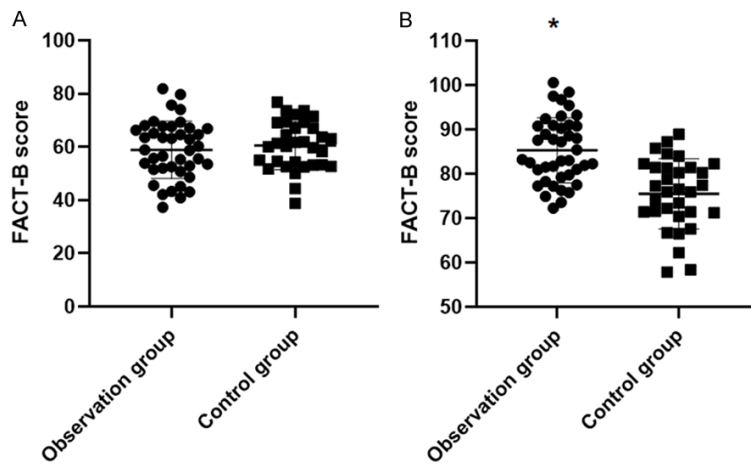 A
FACT-B score
100
80
60
40
20
0
Observation group
Control group
B
*
FACT-B score
110
100
90
80
70
60
50
Observation group
Control group